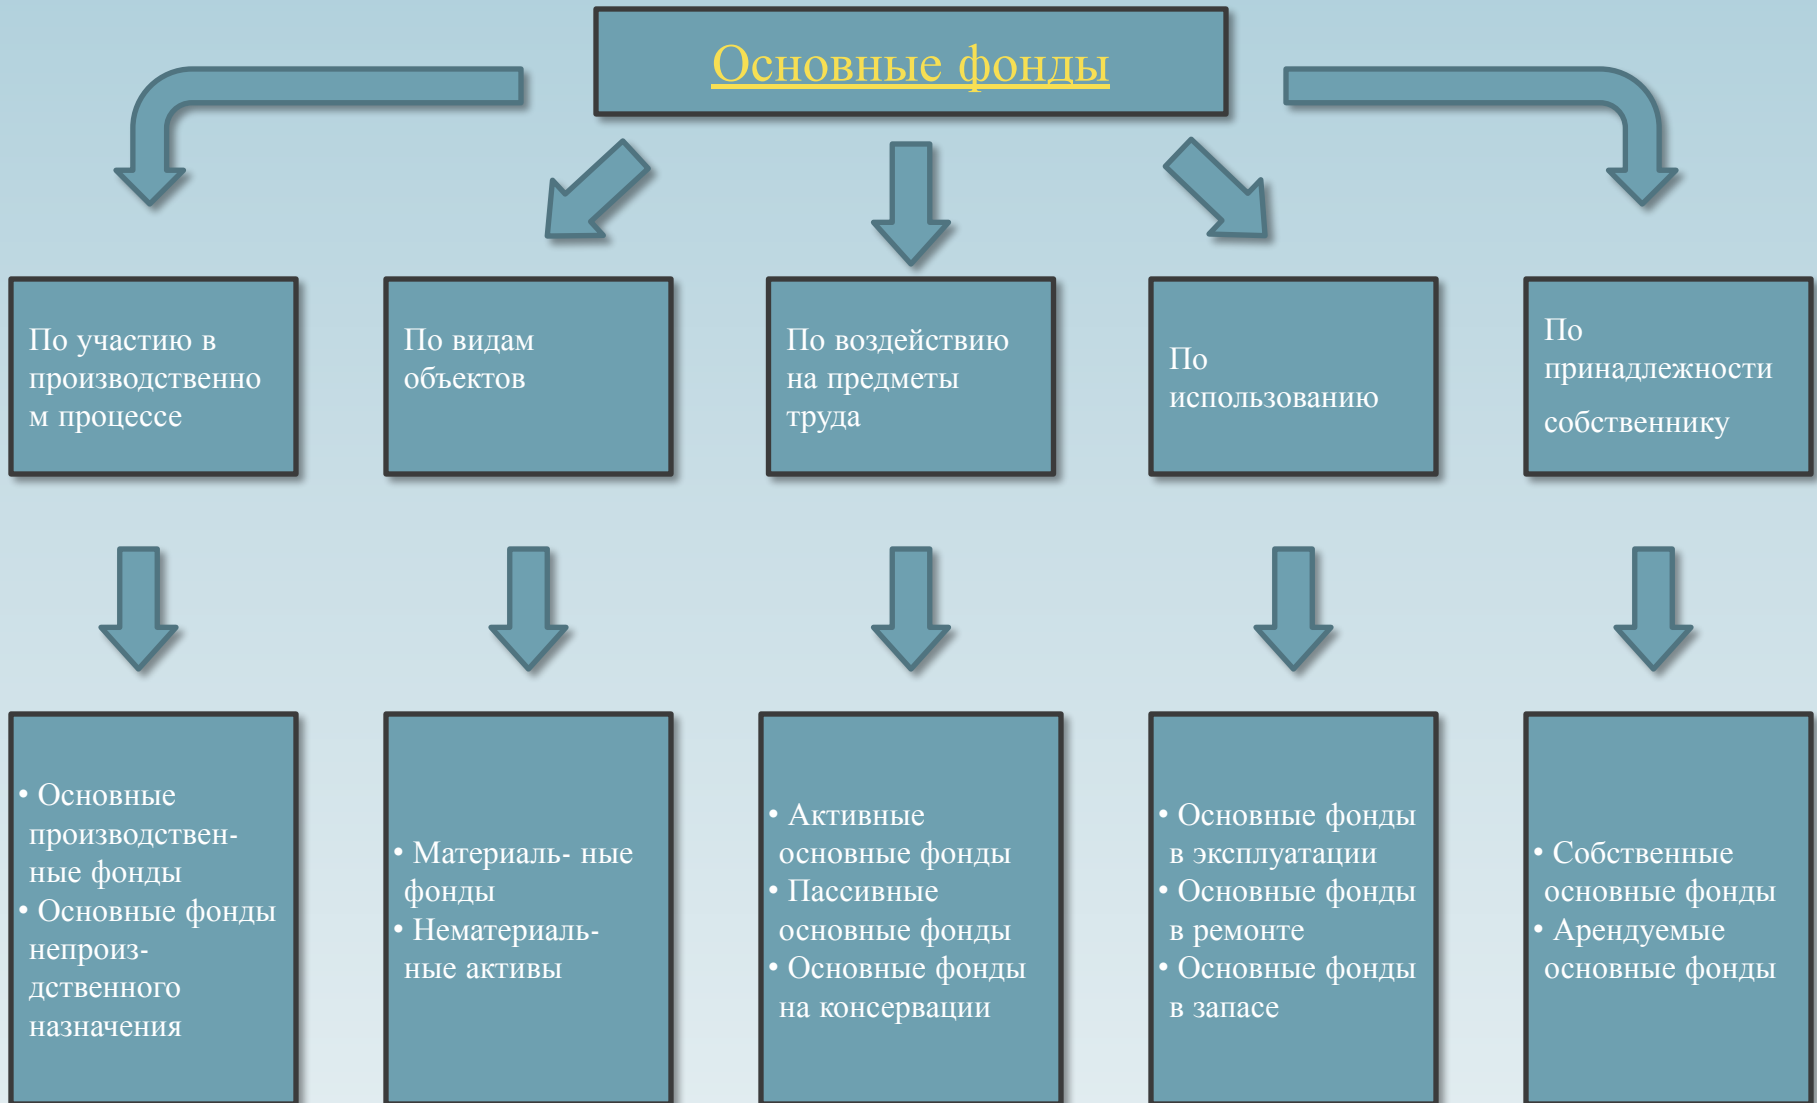 Основные фонды
По участию в
производственно
м процессе
По видам
объектов
По воздействию
на предметы
труда
По
использованию
По
принадлежности
собственнику
• Основные
производствен-
ные фонды
• Основные фонды
непроиз-
дственного
назначения
• Материаль- ные
фонды
• Нематериаль-
ные активы
• Активные
основные фонды
• Пассивные
основные фонды
• Основные фонды
на консервации
• Основные фонды
в эксплуатации
• Основные фонды
в ремонте
• Основные фонды
в запасе
• Собственные
основные фонды
• Арендуемые
основные фонды